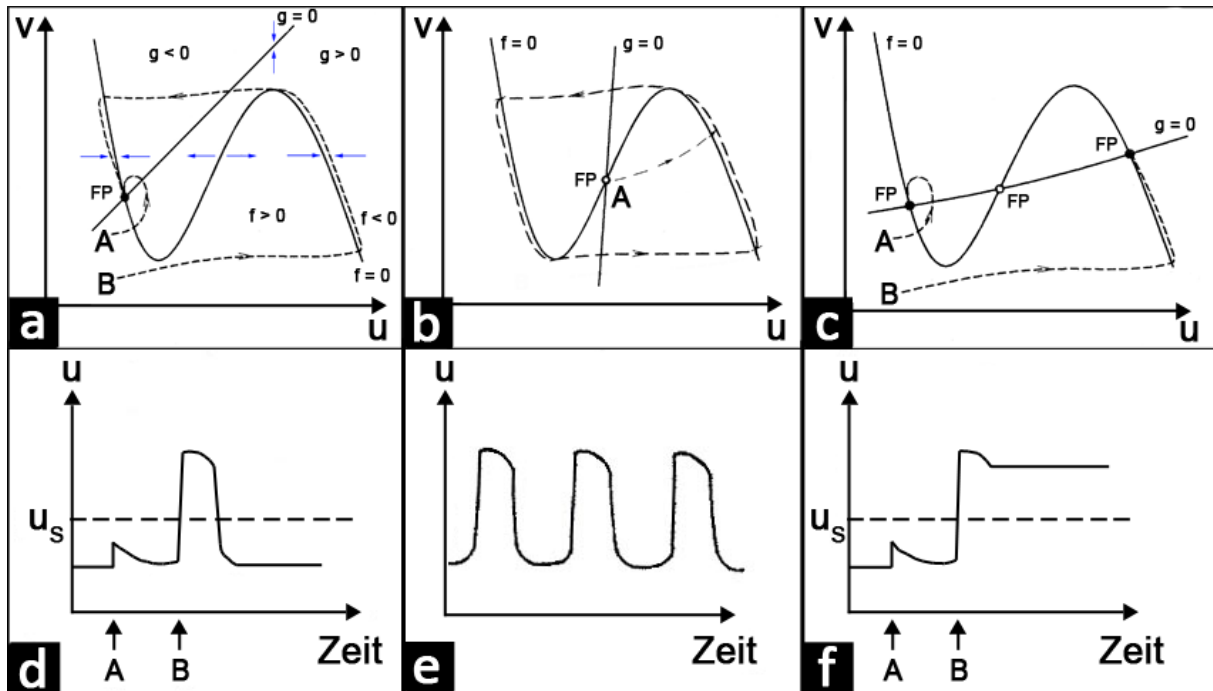 v
g = 0
g < 0
g > 0
FP
A
f > 0
f < 0
B
f = 0
a
u
v
f = 0
g = 0
FP
A
b
u
v
f = 0
g = 0
FP
FP
FP
A
B
c
u
u
u_s
A
B
Zeit
d
u
Zeit
e
u
u_s
A
B
Zeit
f